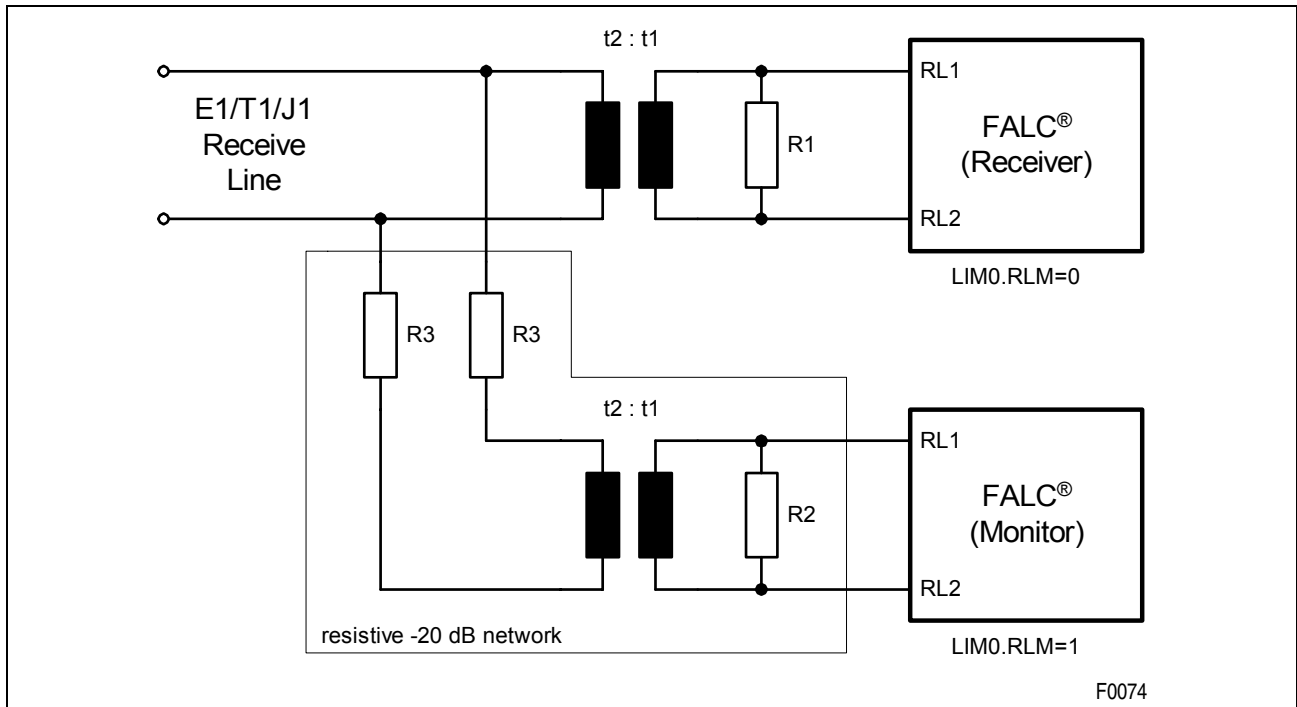 t2 : t1
E1/T1/J1
Receive
Line
R1
RL1
FALC®
(Receiver)
RL2
LIM0.RLM=0
R3
R3
t2 : t1
R2
RL1
FALC®
(Monitor)
RL2
resistive -20 dB network
LIM0.RLM=1
F0074